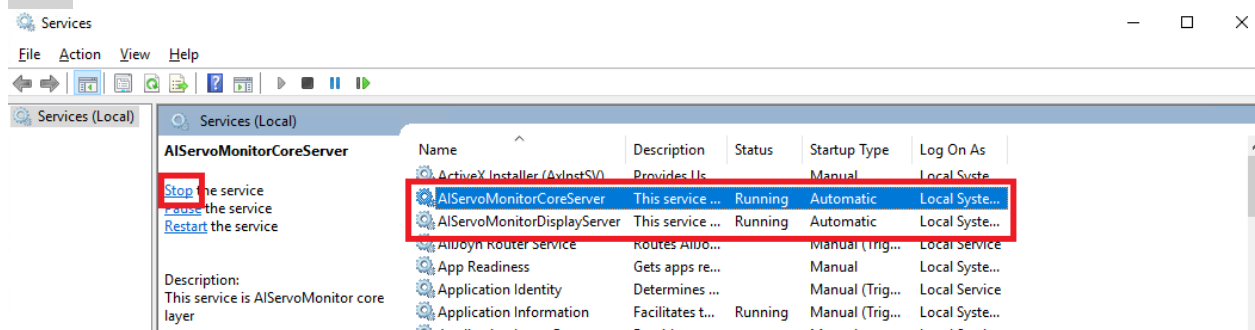 Services
File Action View Help
Services (Local)
Services (Local)
AIServoMonitorCoreServer
Stop the service
Pause the service
Restart the service
Description:
This service is AIServoMonitor core
layer
Name Description Status Startup Type Log On As
ActiveX Installer (AxInstSV) Provides Us... Manual Local Syste...
AIServoMonitorCoreServer This service ... Running Automatic Local Syste...
AIServoMonitorDisplayServer This service ... Running Automatic Local Syste...
AllJoyn Router Service Routes AllJo... Manual (Trig... Local Service
App Readiness Gets apps re... Manual Local Syste...
Application Identity Determines ... Manual (Trig... Local Service
Application Information Facilitates t... Running Manual (Trig... Local Syste...